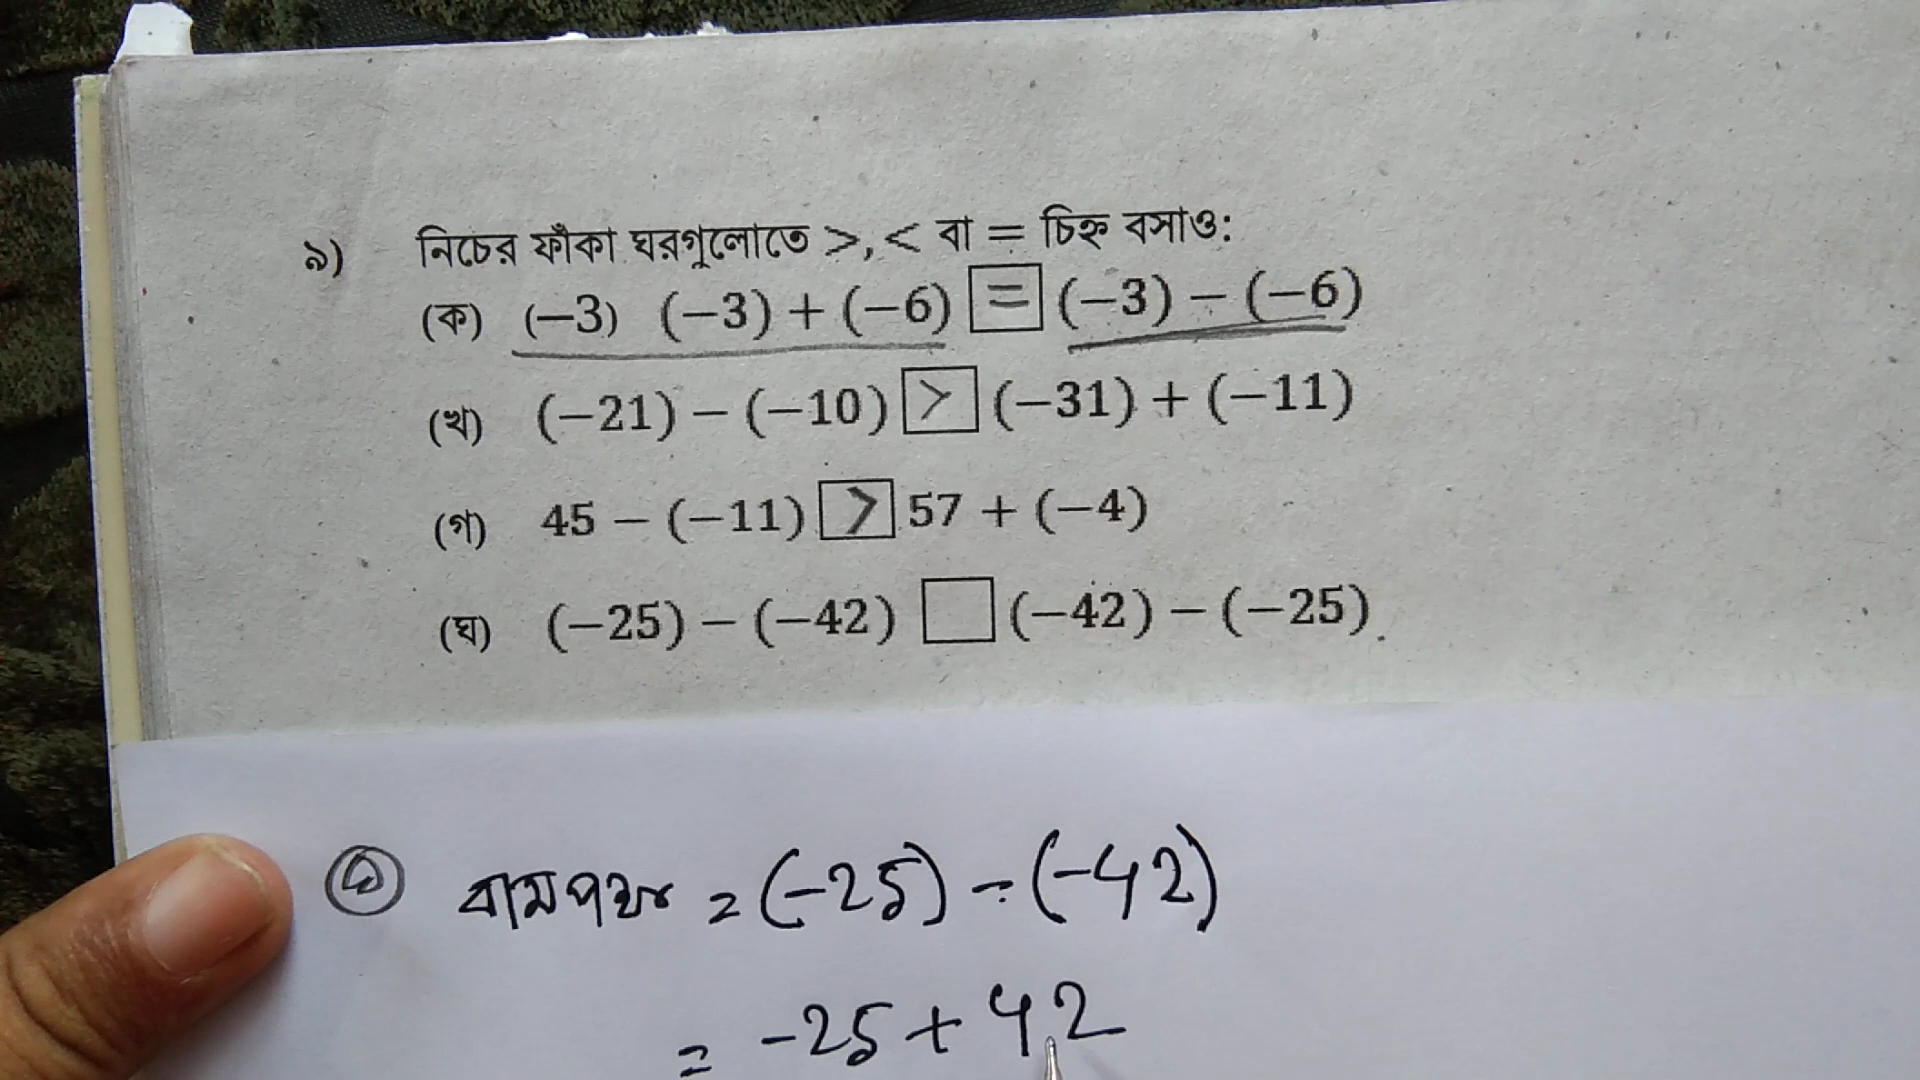 ৯) নিচের ফাঁকা ঘরগুলোতে >, < বা = চিহ্ন বসাও:
(ক) (−3) (−3) + (−6) = (−3) − (−6)
(খ) (−21) − (−10) > (−31) + (−11)
(গ) 45 − (−11) > 57 + (−4)
(ঘ) (−25) − (−42) □ (−42) − (−25)
ঘ বামপক্ষ = (-25) - (-42)
= -25 + 42